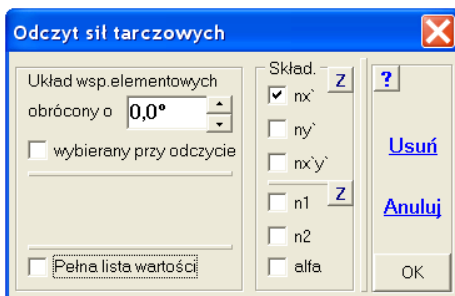 Odczyt sił tarczowych
Układ wsp.elementowych
obrócony o 0,0°
wybierany przy odczycie
Pełna lista wartości
Skład. Z
nx`
ny`
nx`y`
n1 Z
n2
alfa
?
Usuń
Anuluj
OK